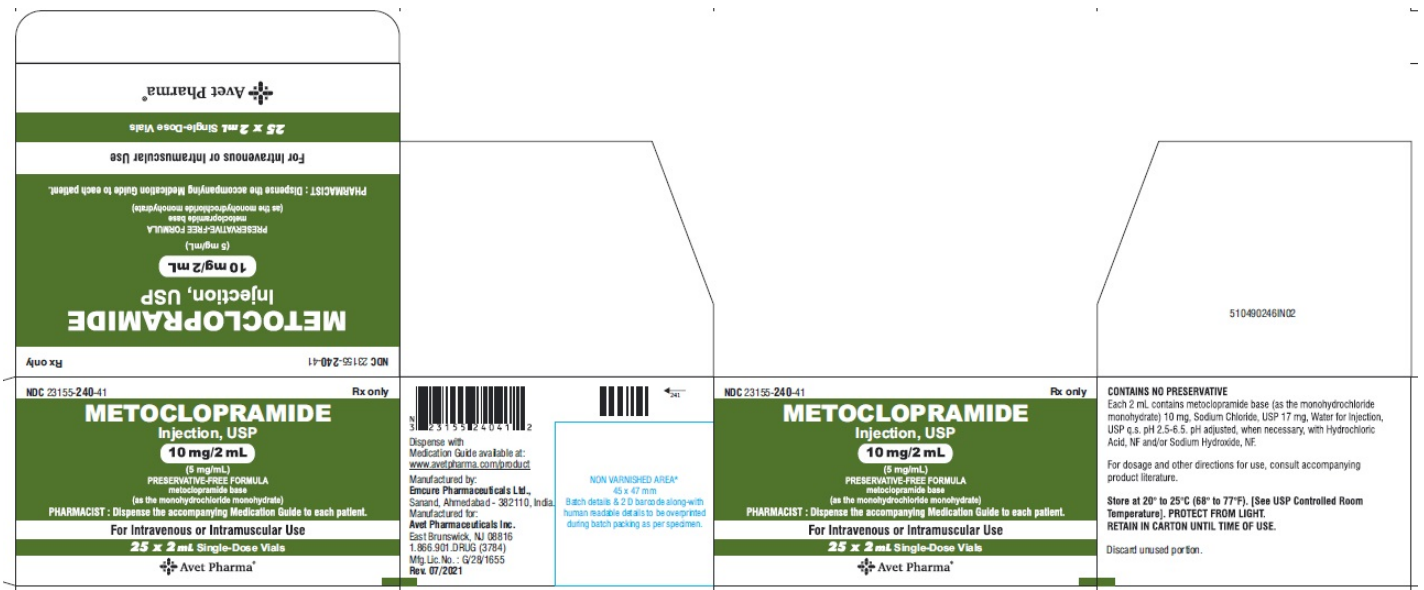 Avet Pharma®
25 x 2 mL Single-Dose Vials
For Intravenous or Intramuscular Use
PHARMACIST : Dispense the accompanying Medication Guide to each patient.
(as the monohydrochloride monohydrate)
metoclopramide base
PRESERVATIVE-FREE FORMULA
(5 mg/mL)
10 mg/2 mL
Injection, USP
METOCLOPRAMIDE
NDC 23155-240-41 Rx only
NDC 23155-240-41 Rx only
METOCLOPRAMIDE
Injection, USP
10 mg/2 mL
(5 mg/mL)
PRESERVATIVE-FREE FORMULA
metoclopramide base
(as the monohydrochloride monohydrate)
PHARMACIST : Dispense the accompanying Medication Guide to each patient.
For Intravenous or Intramuscular Use
25 x 2 mL Single-Dose Vials
Avet Pharma®
N
3 23155 24041 2
241
Dispense with
Medication Guide available at:
www.avetpharma.com/product
Manufactured by:
Emcure Pharmaceuticals Ltd.,
Sanand, Ahmedabad - 382110, India.
Manufactured for:
Avet Pharmaceuticals Inc.
East Brunswick, NJ 08816
1.866.901.DRUG (3784)
Mfg.Lic.No. : G/28/1655
Rev. 07/2021
NON VARNISHED AREA*
45 x 47 mm
Batch details & 2 D barcode along-with
human readable details to be overprinted
during batch packing as per specimen.
NDC 23155-240-41 Rx only
METOCLOPRAMIDE
Injection, USP
10 mg/2 mL
(5 mg/mL)
PRESERVATIVE-FREE FORMULA
metoclopramide base
(as the monohydrochloride monohydrate)
PHARMACIST : Dispense the accompanying Medication Guide to each patient.
For Intravenous or Intramuscular Use
25 x 2 mL Single-Dose Vials
Avet Pharma®
510490246IN02
CONTAINS NO PRESERVATIVE
Each 2 mL contains metoclopramide base (as the monohydrochloride
monohydrate) 10 mg, Sodium Chloride, USP 17 mg, Water for Injection,
USP q.s. pH 2.5-6.5. pH adjusted, when necessary, with Hydrochloric
Acid, NF and/or Sodium Hydroxide, NF.
For dosage and other directions for use, consult accompanying
product literature.
Store at 20° to 25°C (68° to 77°F). [See USP Controlled Room
Temperature]. PROTECT FROM LIGHT.
RETAIN IN CARTON UNTIL TIME OF USE.
Discard unused portion.